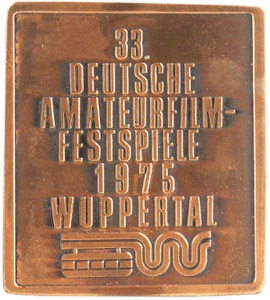 33.
DEUTSCHE
AMATEURFILM-
FESTSPIELE
1975
WUPPERTAL